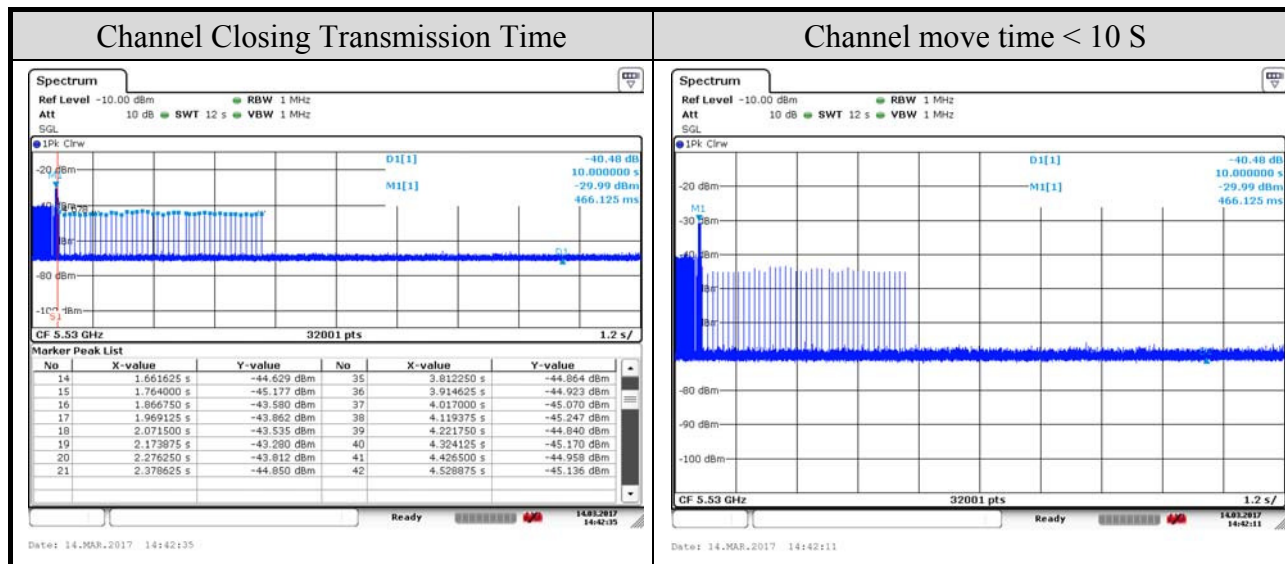 Channel Closing Transmission Time
Channel move time < 10 S
Spectrum
Ref Level -10.00 dBm RBW 1 MHz
Att 10 dB SWT 12 s VBW 1 MHz
SGL
1Pk Clrw
D1[1] -40.48 dB
10.000000 s
-20 dBm
M1[1] -29.99 dBm
466.125 ms
M1
D1
-80 dBm
S1
CF 5.53 GHz 32001 pts 1.2 s/
Marker Peak List
No X-value Y-value No X-value Y-value
14 1.661625 s -44.629 dBm 35 3.812250 s -44.864 dBm
15 1.764000 s -45.177 dBm 36 3.914625 s -44.923 dBm
16 1.866750 s -43.580 dBm 37 4.017000 s -45.070 dBm
17 1.969125 s -43.862 dBm 38 4.119375 s -45.247 dBm
18 2.071500 s -43.535 dBm 39 4.221750 s -44.840 dBm
19 2.173875 s -43.280 dBm 40 4.324125 s -45.170 dBm
20 2.276250 s -43.812 dBm 41 4.426500 s -44.958 dBm
21 2.378625 s -44.850 dBm 42 4.528875 s -45.136 dBm
Ready 14.03.2017
14:42:35
Date: 14.MAR.2017 14:42:35
Spectrum
Ref Level -10.00 dBm RBW 1 MHz
Att 10 dB SWT 12 s VBW 1 MHz
SGL
1Pk Clrw
D1[1] -40.48 dB
10.000000 s
-20 dBm
M1[1] -29.99 dBm
466.125 ms
M1
-30 dBm
-80 dBm
-90 dBm
-100 dBm
CF 5.53 GHz 32001 pts 1.2 s/
Ready 14.03.2017
14:42:11
Date: 14.MAR.2017 14:42:11